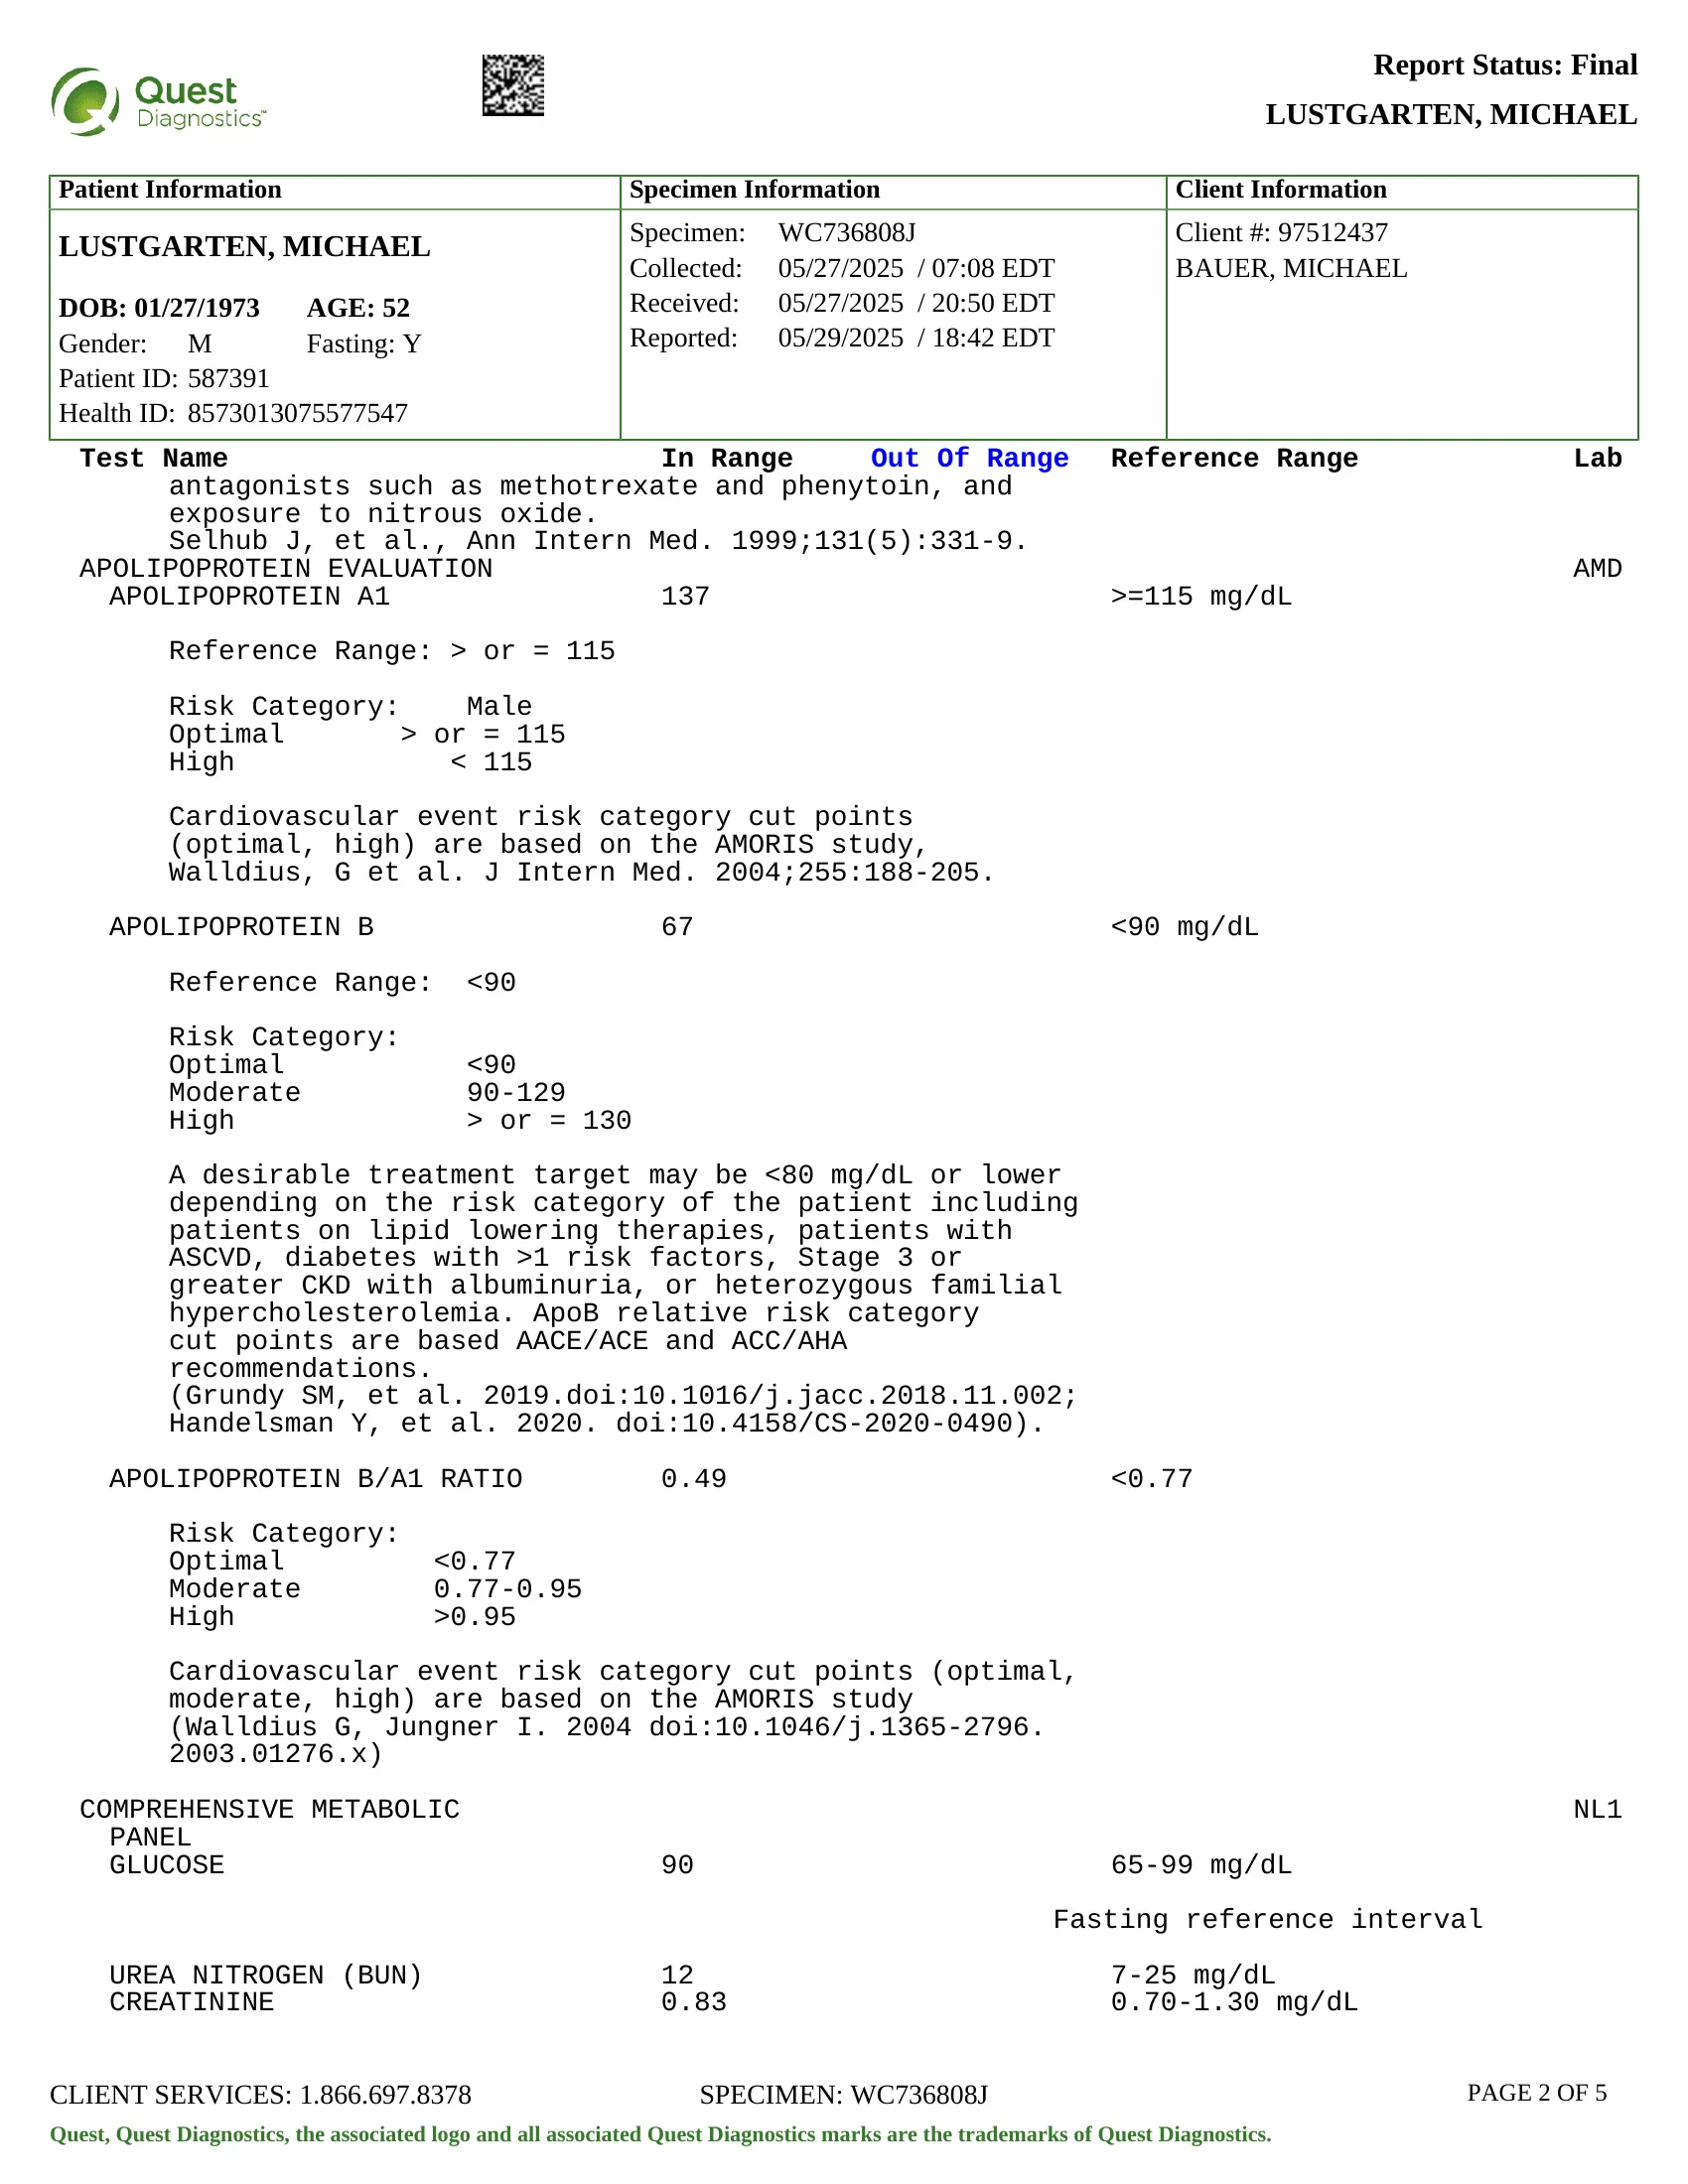 Quest
Diagnostics™
Report Status: Final
LUSTGARTEN, MICHAEL
Patient Information
Specimen Information
Client Information
LUSTGARTEN, MICHAEL
DOB: 01/27/1973 AGE: 52
Gender: M Fasting: Y
Patient ID: 587391
Health ID: 8573013075577547
Specimen: WC736808J
Collected: 05/27/2025 / 07:08 EDT
Received: 05/27/2025 / 20:50 EDT
Reported: 05/29/2025 / 18:42 EDT
Client #: 97512437
BAUER, MICHAEL
Test Name In Range Out Of Range Reference Range Lab
antagonists such as methotrexate and phenytoin, and
exposure to nitrous oxide.
Selhub J, et al., Ann Intern Med. 1999;131(5):331-9.
APOLIPOPROTEIN EVALUATION AMD
APOLIPOPROTEIN A1 137 >=115 mg/dL
Reference Range: > or = 115
Risk Category: Male
Optimal > or = 115
High < 115
Cardiovascular event risk category cut points
(optimal, high) are based on the AMORIS study,
Walldius, G et al. J Intern Med. 2004;255:188-205.
APOLIPOPROTEIN B 67 <90 mg/dL
Reference Range: <90
Risk Category:
Optimal <90
Moderate 90-129
High > or = 130
A desirable treatment target may be <80 mg/dL or lower
depending on the risk category of the patient including
patients on lipid lowering therapies, patients with
ASCVD, diabetes with >1 risk factors, Stage 3 or
greater CKD with albuminuria, or heterozygous familial
hypercholesterolemia. ApoB relative risk category
cut points are based AACE/ACE and ACC/AHA
recommendations.
(Grundy SM, et al. 2019.doi:10.1016/j.jacc.2018.11.002;
Handelsman Y, et al. 2020. doi:10.4158/CS-2020-0490).
APOLIPOPROTEIN B/A1 RATIO 0.49 <0.77
Risk Category:
Optimal <0.77
Moderate 0.77-0.95
High >0.95
Cardiovascular event risk category cut points (optimal,
moderate, high) are based on the AMORIS study
(Walldius G, Jungner I. 2004 doi:10.1046/j.1365-2796.
2003.01276.x)
COMPREHENSIVE METABOLIC NL1
PANEL
GLUCOSE 90 65-99 mg/dL
Fasting reference interval
UREA NITROGEN (BUN) 12 7-25 mg/dL
CREATININE 0.83 0.70-1.30 mg/dL
CLIENT SERVICES: 1.866.697.8378 SPECIMEN: WC736808J PAGE 2 OF 5
Quest, Quest Diagnostics, the associated logo and all associated Quest Diagnostics marks are the trademarks of Quest Diagnostics.